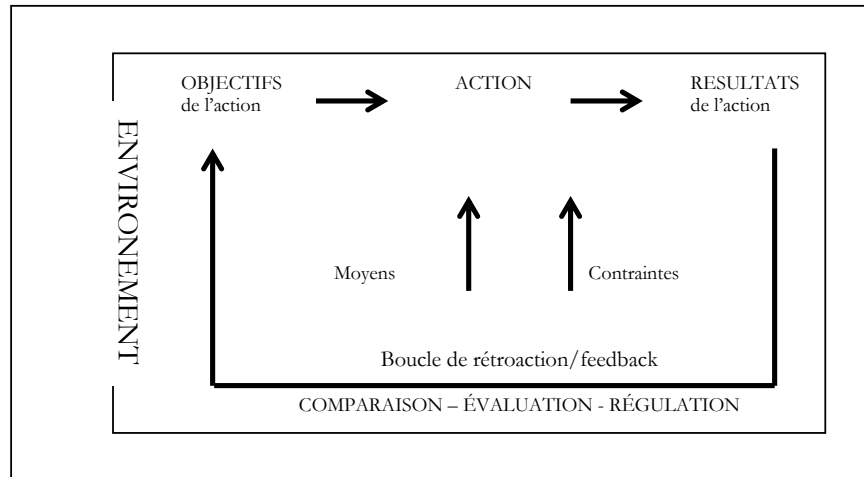 OBJECTIFS
de l'action
ACTION
RESULTATS
de l'action
ENVIRONEMENT
Moyens
Contraintes
Boucle de rétroaction/feedback
COMPARAISON – ÉVALUATION - RÉGULATION